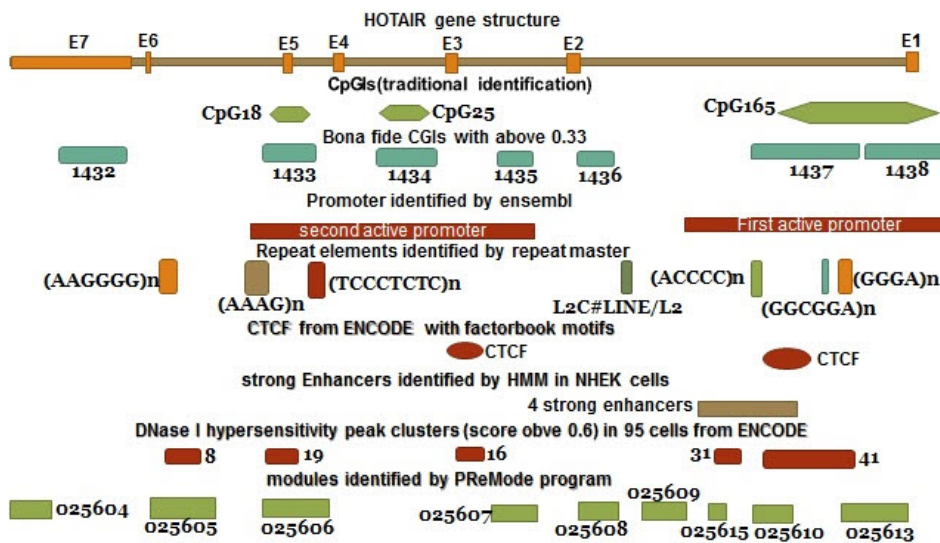 HOTAIR gene structure
E7 E6 E5 E4 E3 E2 E1
CpGIs(traditional identification)
CpG18 CpG25 CpG165
Bona fide CGIs with above 0.33
1432 1433 1434 1435 1436 1437 1438
Promoter identified by ensembl
second active promoter First active promoter
Repeat elements identified by repeat master
(AAGGGG)n (AAAG)n (TCCCTCTC)n L2C#LINE/L2 (ACCCC)n (GGCGGA)n (GGGA)n
CTCF from ENCODE with factorbook motifs
CTCF CTCF
strong Enhancers identified by HMM in NHEK cells
4 strong enhancers
DNase I hypersensitivity peak clusters (score obve 0.6) in 95 cells from ENCODE
8 19 16 31 41
modules identified by PReMode program
025604 025605 025606 025607 025608 025609 025615 025610 025613